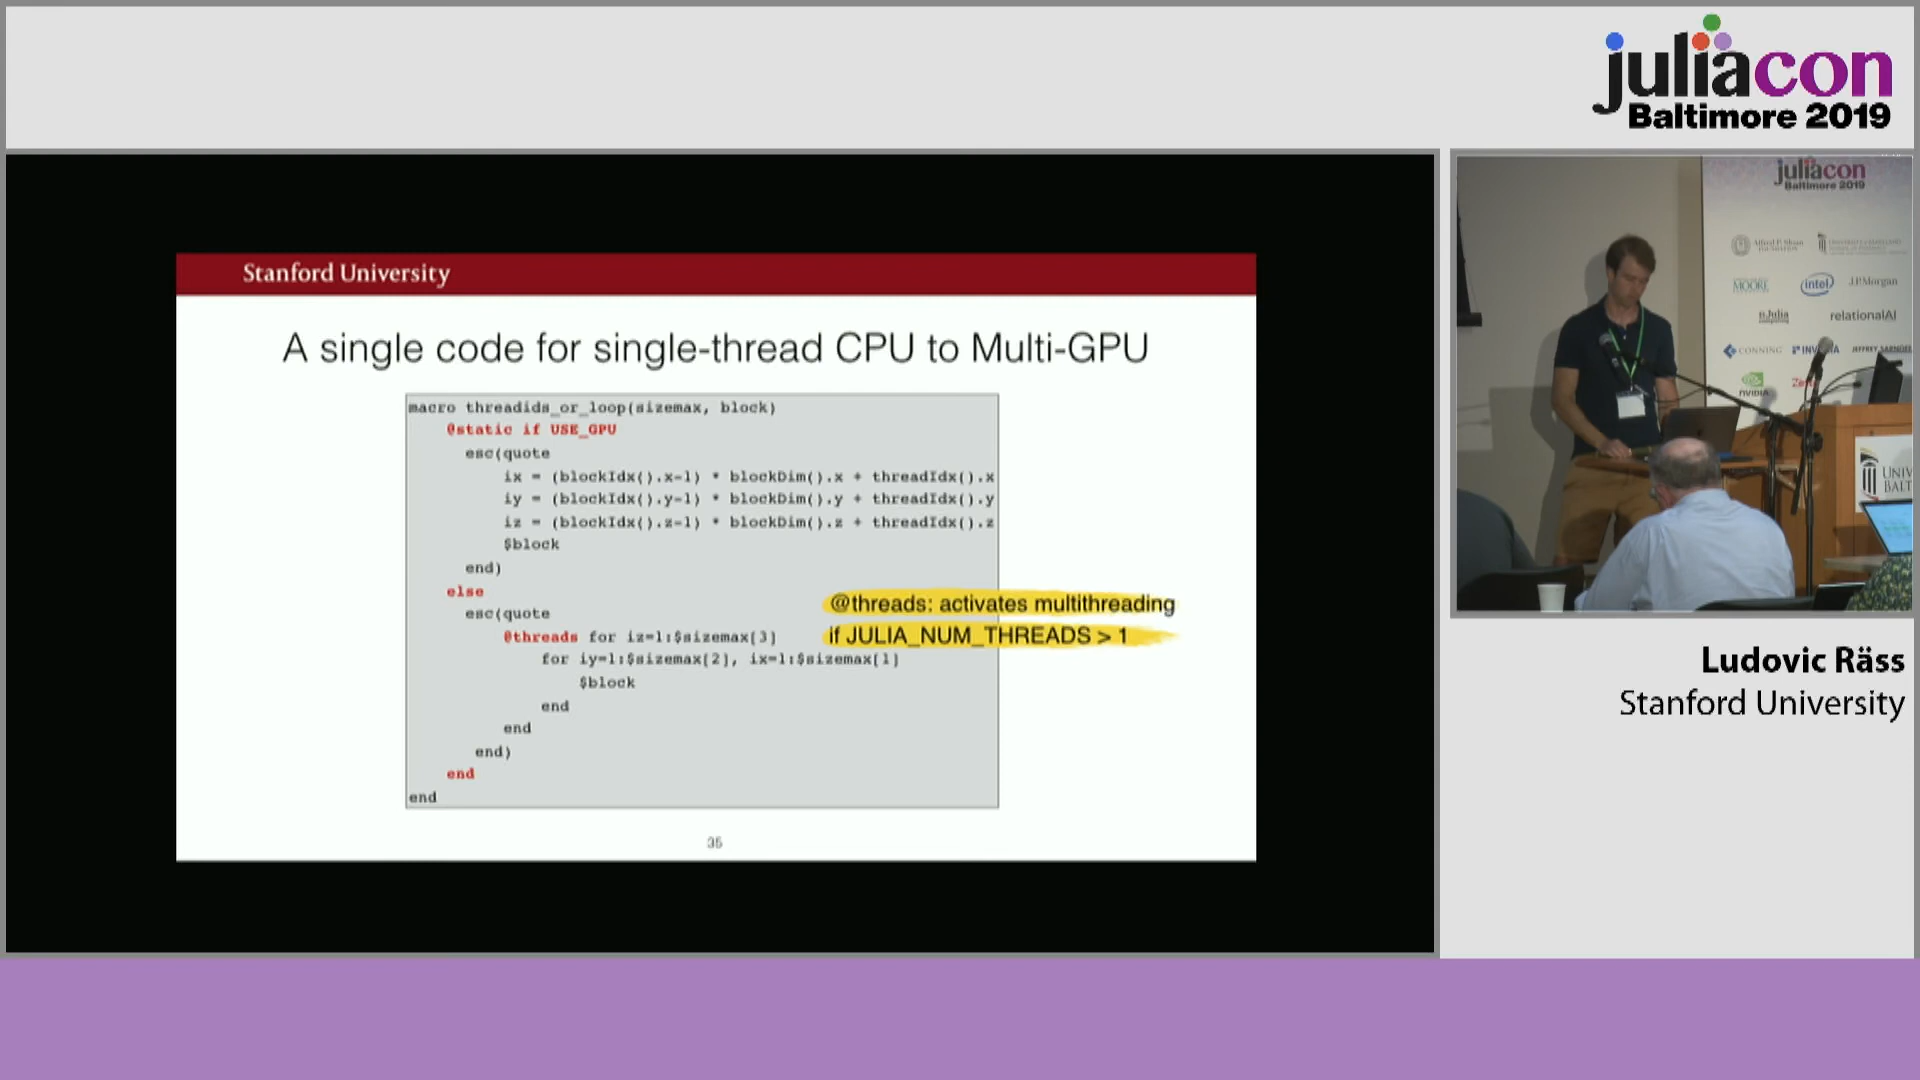 juliacon
Baltimore 2019
Stanford University
A single code for single-thread CPU to Multi-GPU
macro threadids_or_loop(sizemax, block)
@static if USE_GPU
esc(quote
ix = (blockIdx().x-1) * blockDim().x + threadIdx().x
iy = (blockIdx().y-1) * blockDim().y + threadIdx().y
iz = (blockIdx().z-1) * blockDim().z + threadIdx().z
$block
end)
else
esc(quote
@threads for iz=1:$sizemax[3]
for iy=1:$sizemax[2], ix=1:$sizemax[1]
$block
end
end
end)
end
end
@threads: activates multithreading
if JULIA_NUM_THREADS > 1
35
juliacon
Baltimore 2019
MOORE
intel
J.P.Morgan
relationalAI
CONNING
NVIDIA
Ludovic Räss
Stanford University